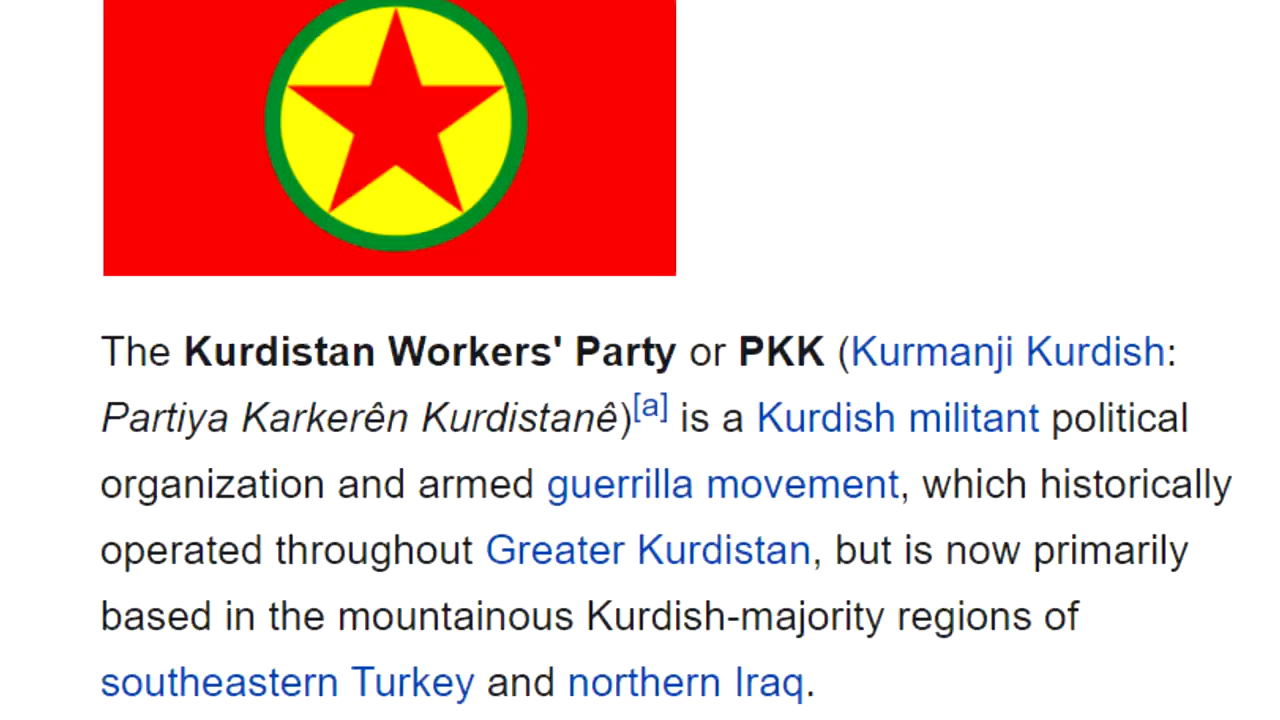 The Kurdistan Workers' Party or PKK (Kurmanji Kurdish:
Partiya Karkerên Kurdistanê)[a] is a Kurdish militant political
organization and armed guerrilla movement, which historically
operated throughout Greater Kurdistan, but is now primarily
based in the mountainous Kurdish-majority regions of
southeastern Turkey and northern Iraq.